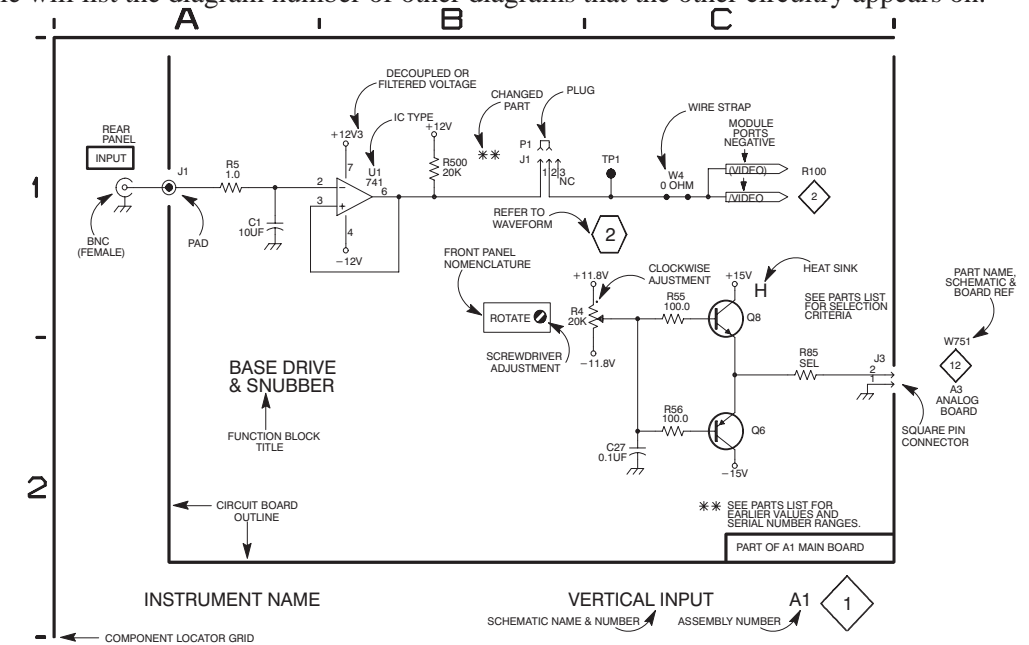 ne will list the diagram number of other diagrams that the other circuitry appears on.
A B C
DECOUPLED OR
FILTERED VOLTAGE
CHANGED
PART
PLUG
+12V3
IC TYPE
+12V
WIRE STRAP
REAR
PANEL
INPUT
MODULE
PORTS
NEGATIVE
1
J1
R5
1.0
7
U1
741
R500
20K
**
P1
J1
1 2 3
NC
TP1
W4
0 OHM
(VIDEO)
/VIDEO
R100
2
2
3
6
4
−12V
C1
10UF
BNC
(FEMALE)
PAD
REFER TO
WAVEFORM
2
FRONT PANEL
NOMENCLATURE
+11.8V
CLOCKWISE
AJUSTMENT
+15V
H
HEAT SINK
PART NAME,
SCHEMATIC &
BOARD REF
ROTATE
R4
20K
R55
100.0
Q8
SEE PARTS LIST
FOR SELECTION
CRITERIA
−11.8V
SCREWDRIVER
ADJUSTMENT
BASE DRIVE
& SNUBBER
R85
SEL
J3
2
1
W751
12
A3
ANALOG
BOARD
FUNCTION BLOCK
TITLE
R56
100.0
Q6
SQUARE PIN
CONNECTOR
C27
0.1UF
−15V
2
CIRCUIT BOARD
OUTLINE
** SEE PARTS LIST FOR
EARLIER VALUES AND
SERIAL NUMBER RANGES.
PART OF A1 MAIN BOARD
INSTRUMENT NAME
VERTICAL INPUT
A1
1
SCHEMATIC NAME & NUMBER
ASSEMBLY NUMBER
COMPONENT LOCATOR GRID